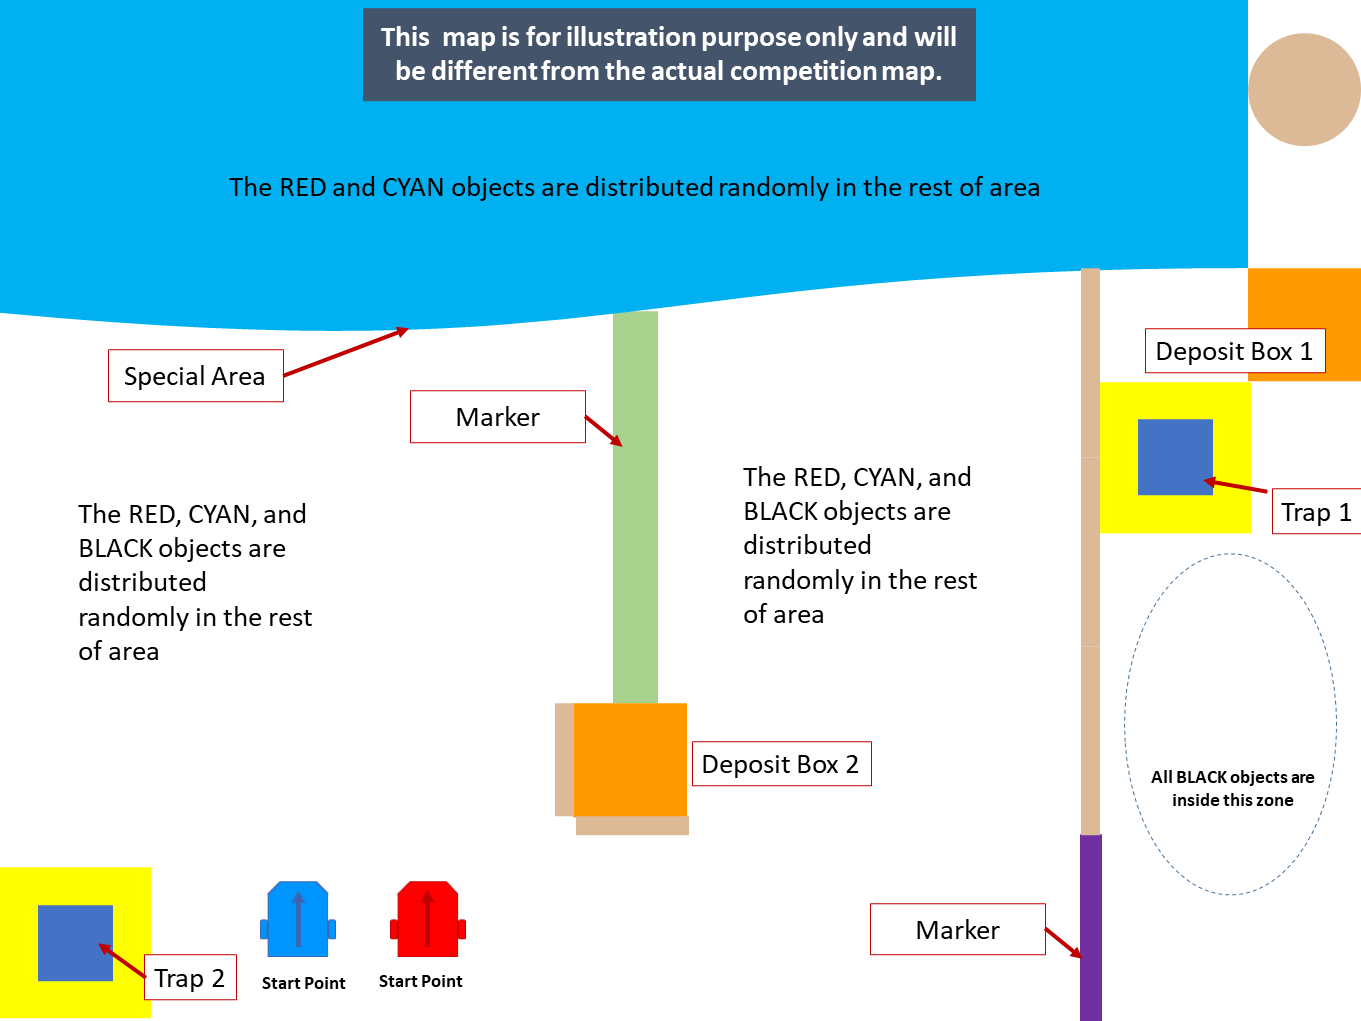 This map is for illustration purpose only and will
be different from the actual competition map.
The RED and CYAN objects are distributed randomly in the rest of area
Deposit Box 1
Special Area
Marker
The RED, CYAN, and
BLACK objects are
distributed
randomly in the rest
of area
The RED, CYAN, and
BLACK objects are
distributed
randomly in the rest
of area
Trap 1
Deposit Box 2
All BLACK objects are
inside this zone
Marker
Trap 2
Start Point
Start Point